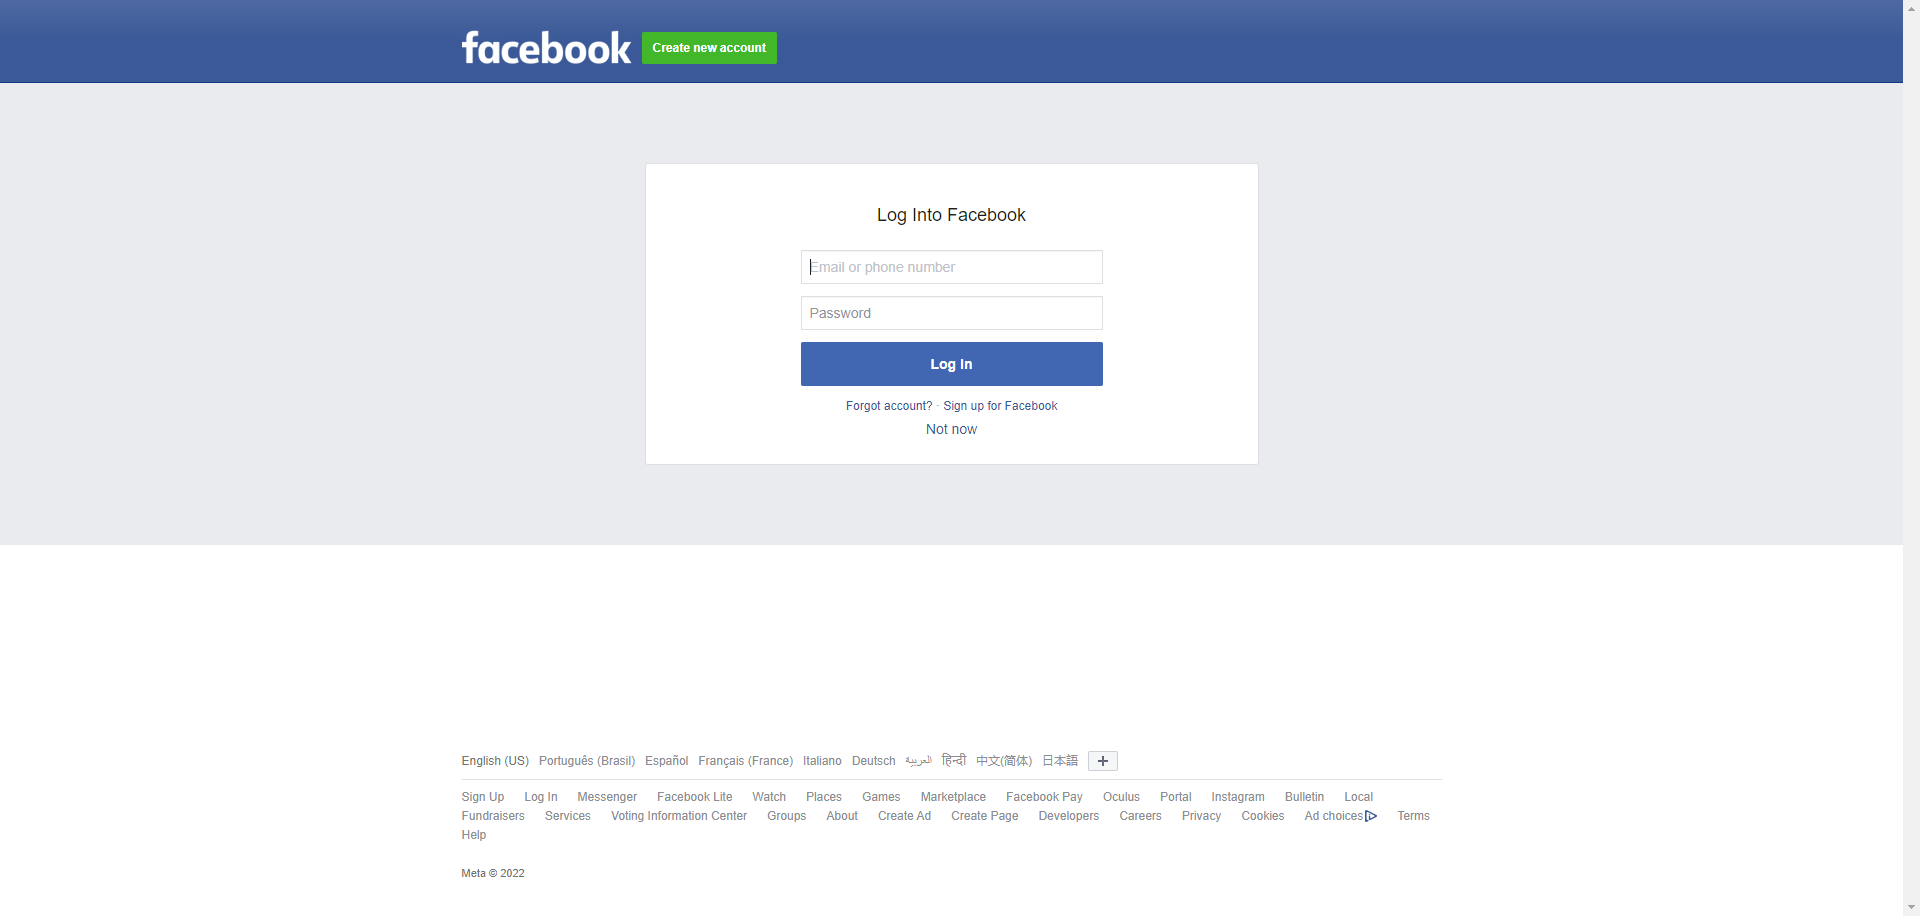 facebook Create new account
Log Into Facebook
Email or phone number
Password
Log In
Forgot account? · Sign up for Facebook
Not now
English (US) Português (Brasil) Español Français (France) Italiano Deutsch العربية हिन्दी 中文(简体) 日本語
Sign Up Log In Messenger Facebook Lite Watch Places Games Marketplace Facebook Pay Oculus Portal Instagram Bulletin Local
Fundraisers Services Voting Information Center Groups About Create Ad Create Page Developers Careers Privacy Cookies Ad choices Terms
Help
Meta © 2022